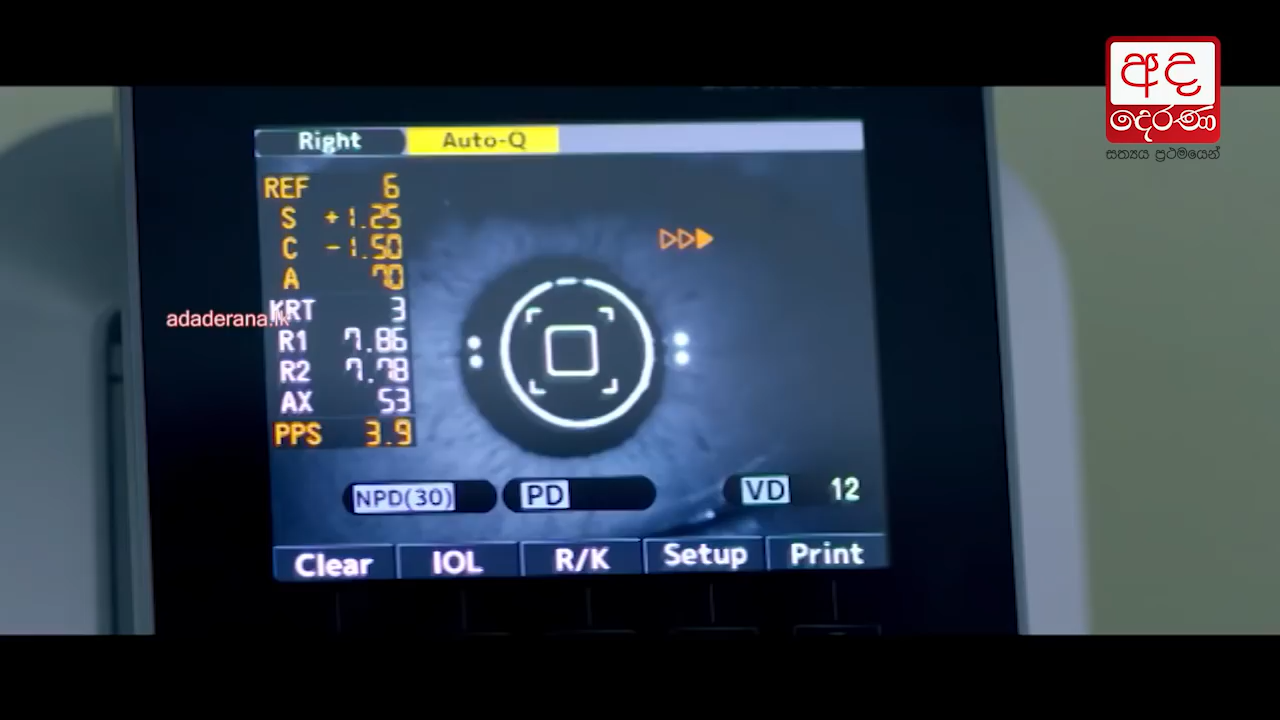 අද
දෙරණ
සත්‍යය ප්‍රථමයෙන්
Right Auto-Q
REF 6
S +1.25
C -1.50
A 70
adaderana.lk
KRT 3
R1 7.86
R2 7.78
AX 53
PPS 3.9
NPD(30) PD VD 12
Clear IOL R/K Setup Print